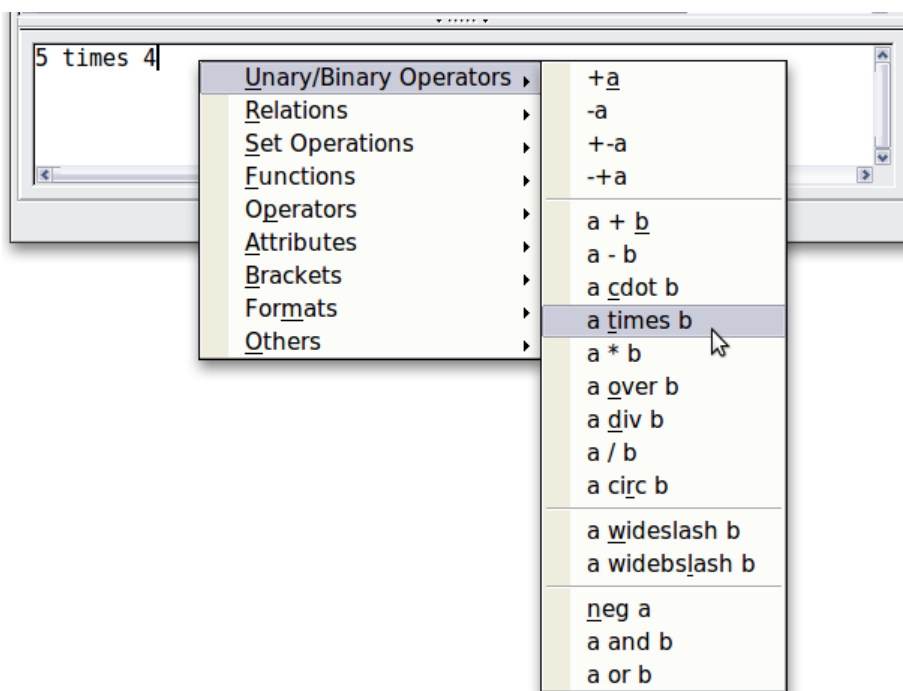 5 times 4
Unary/Binary Operators
Relations
Set Operations
Functions
Operators
Attributes
Brackets
Formats
Others
+a
-a
+-a
-+a
a + b
a - b
a cdot b
a times b
a * b
a over b
a div b
a / b
a circ b
a wideslash b
a widebslash b
neg a
a and b
a or b